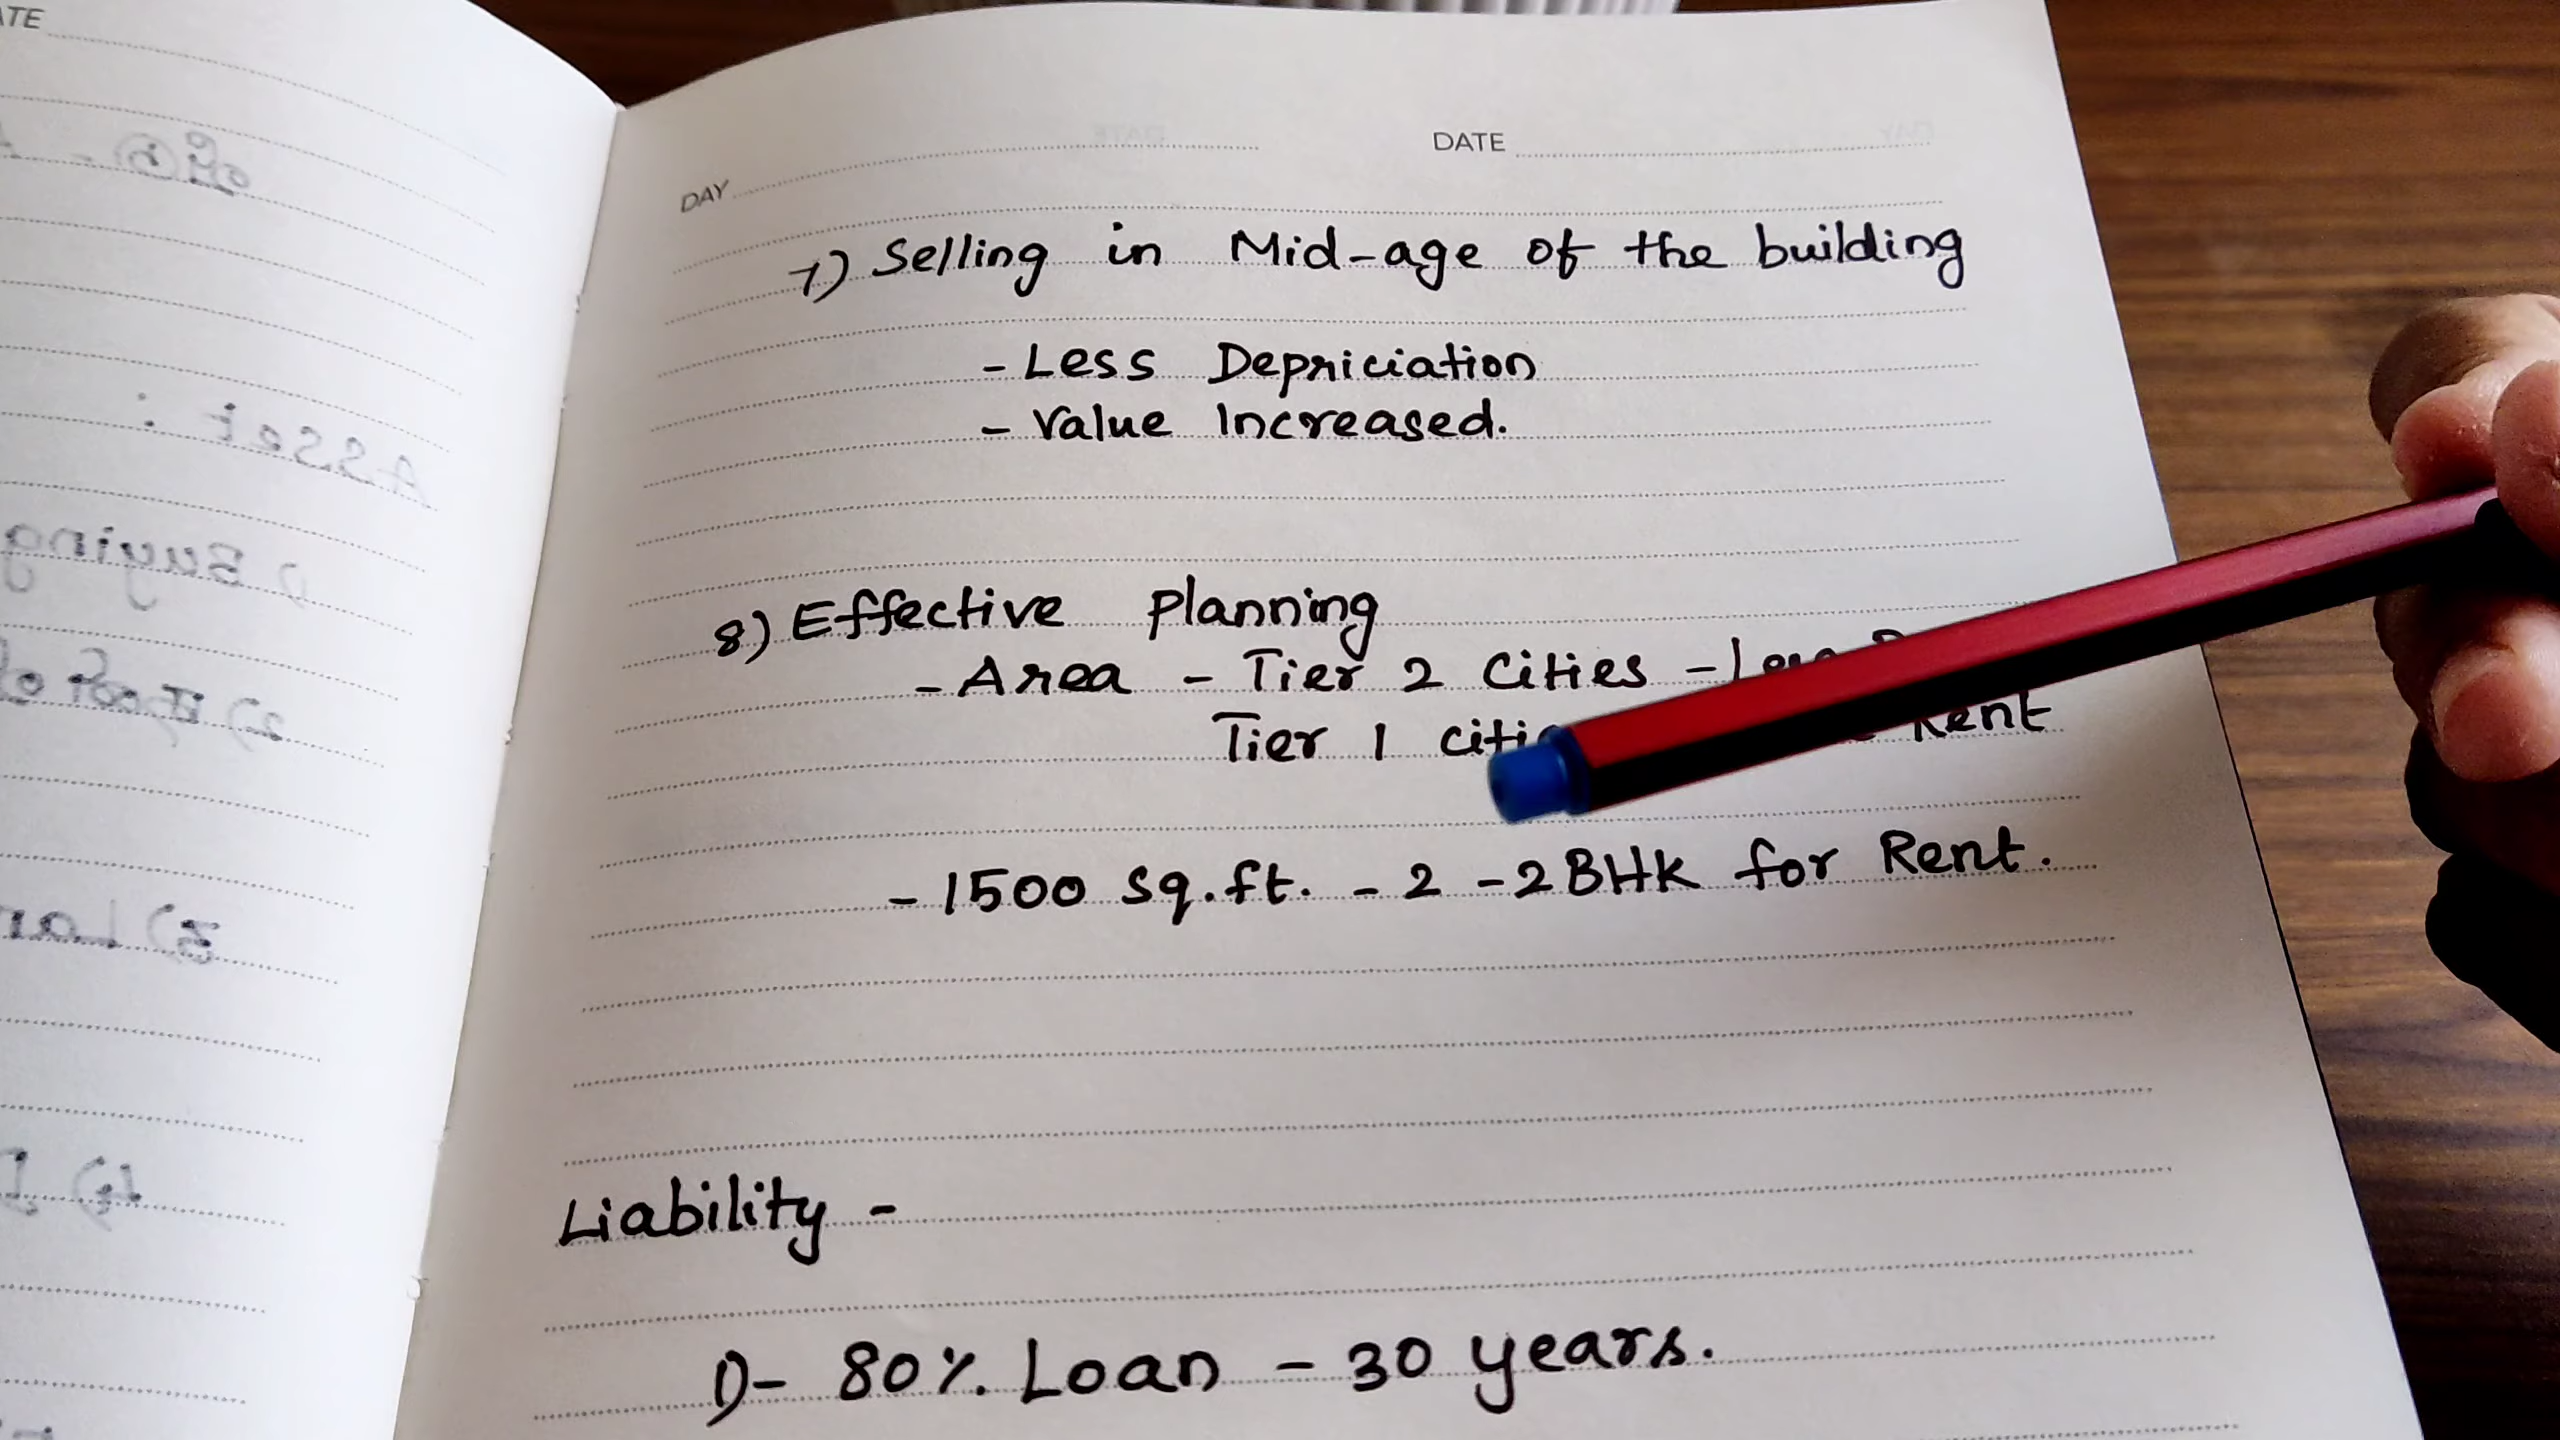 DATE
DAY
7) Selling in Mid-age of the building
- Less Depriciation
- Value Increased.
8) Effective planning
- Area - Tier 2 Cities -
Tier 1 Rent
- 1500 sq.ft. - 2 - 2BHK for Rent.
Liability -
1)- 80% Loan - 30 years.